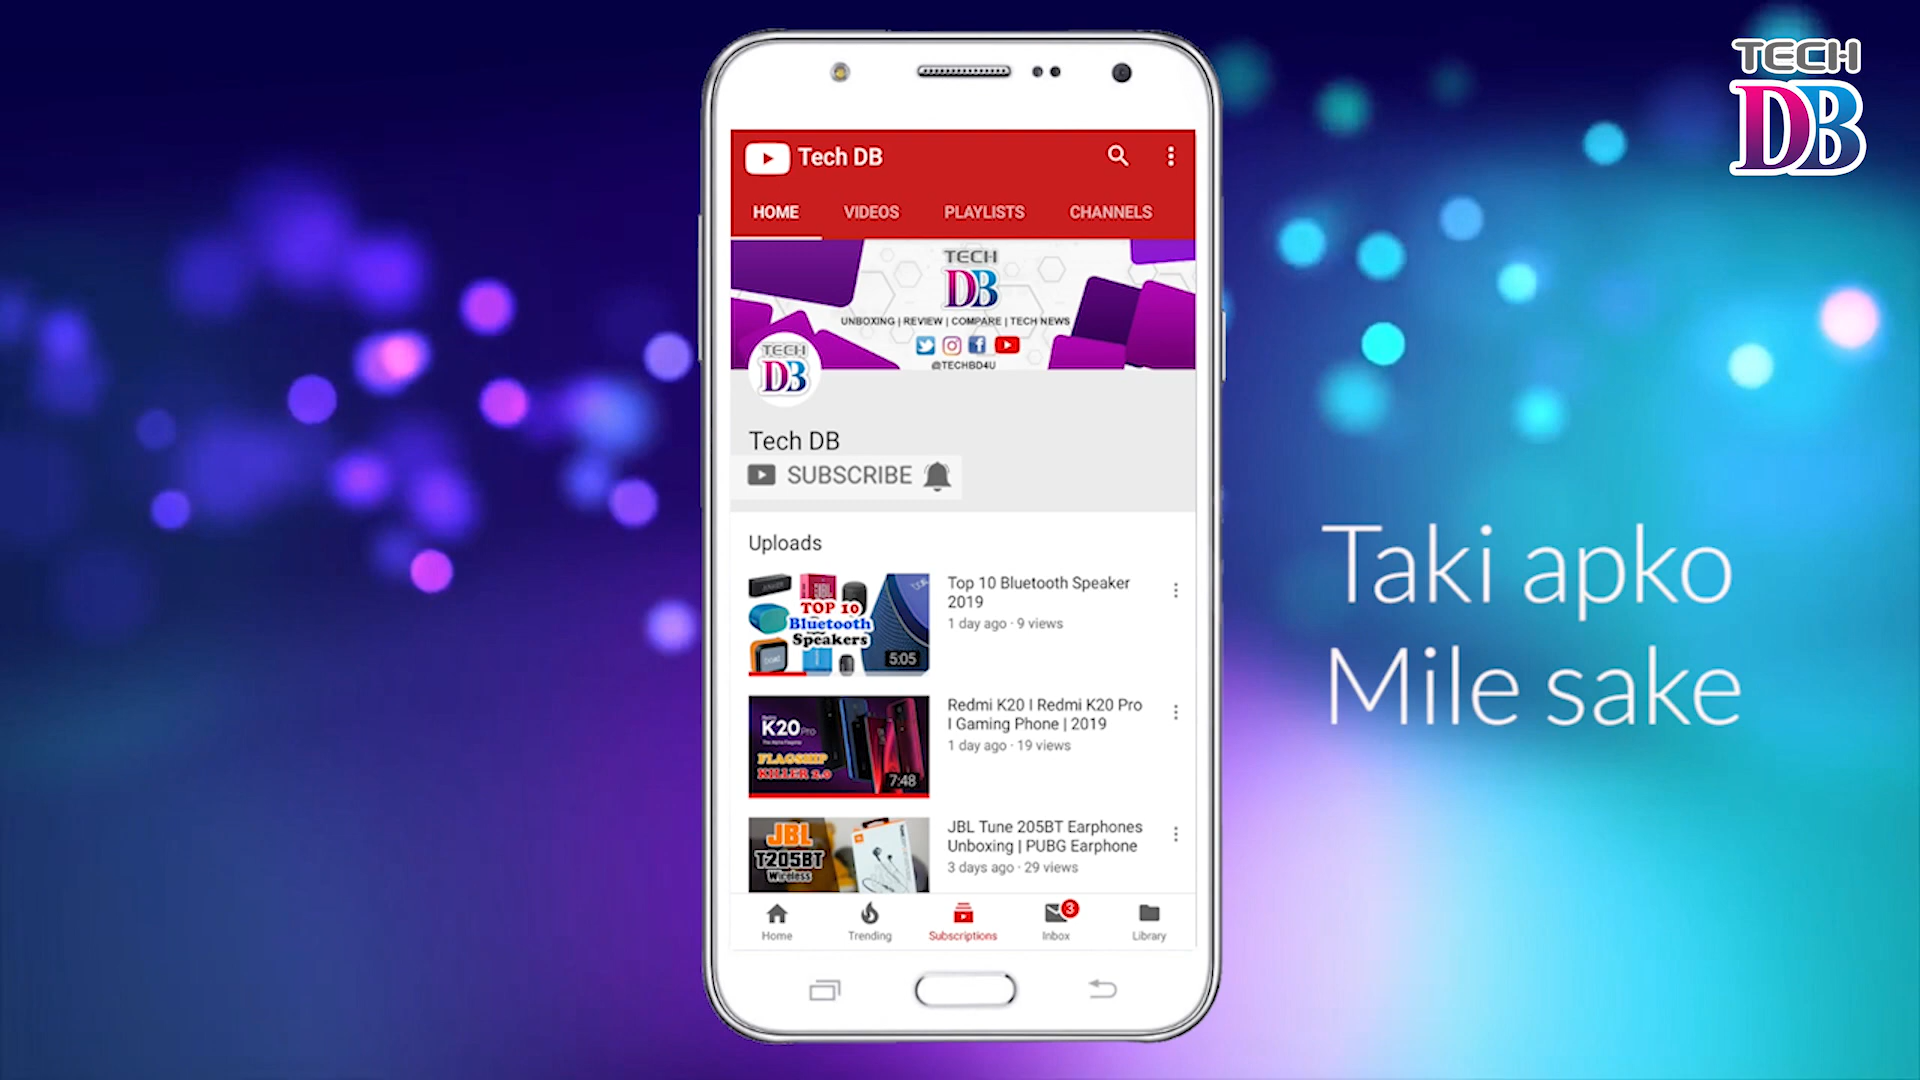 TECH
DB
Tech DB
HOME VIDEOS PLAYLISTS CHANNELS
TECH
DB
UNBOXING | REVIEW | COMPARE | TECH NEWS
@TECHBD4U
TECH
DB
Tech DB
SUBSCRIBE
Uploads
TOP 10
Bluetooth
Speakers
5:05
Top 10 Bluetooth Speaker
2019
1 day ago · 9 views
Redmi
K20 Pro
FLAGSHIP
KILLER 2.0
7:48
Redmi K20 I Redmi K20 Pro
I Gaming Phone | 2019
1 day ago · 19 views
JBL
T205BT
Wireless
JBL Tune 205BT Earphones
Unboxing | PUBG Earphone
3 days ago · 29 views
3
Home Trending Subscriptions Inbox Library
Taki apko
Mile sake